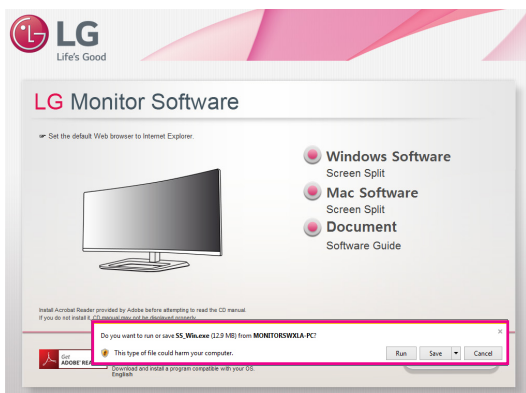 LG
Life's Good
LG Monitor Software
☞ Set the default Web browser to Internet Explorer.
Windows Software
Screen Split
Mac Software
Screen Split
Document
Software Guide
Install Acrobat Reader provided by Adobe before attempting to read the CD manual.
If you do not install it, CD manual may not be displayed properly.
Do you want to run or save SS_Win.exe (12.9 MB) from MONITORSWXLA-PC?
This type of file could harm your computer.
Run Save Cancel
Get
ADOBE® REA
Download and install a program compatible with your OS.
English